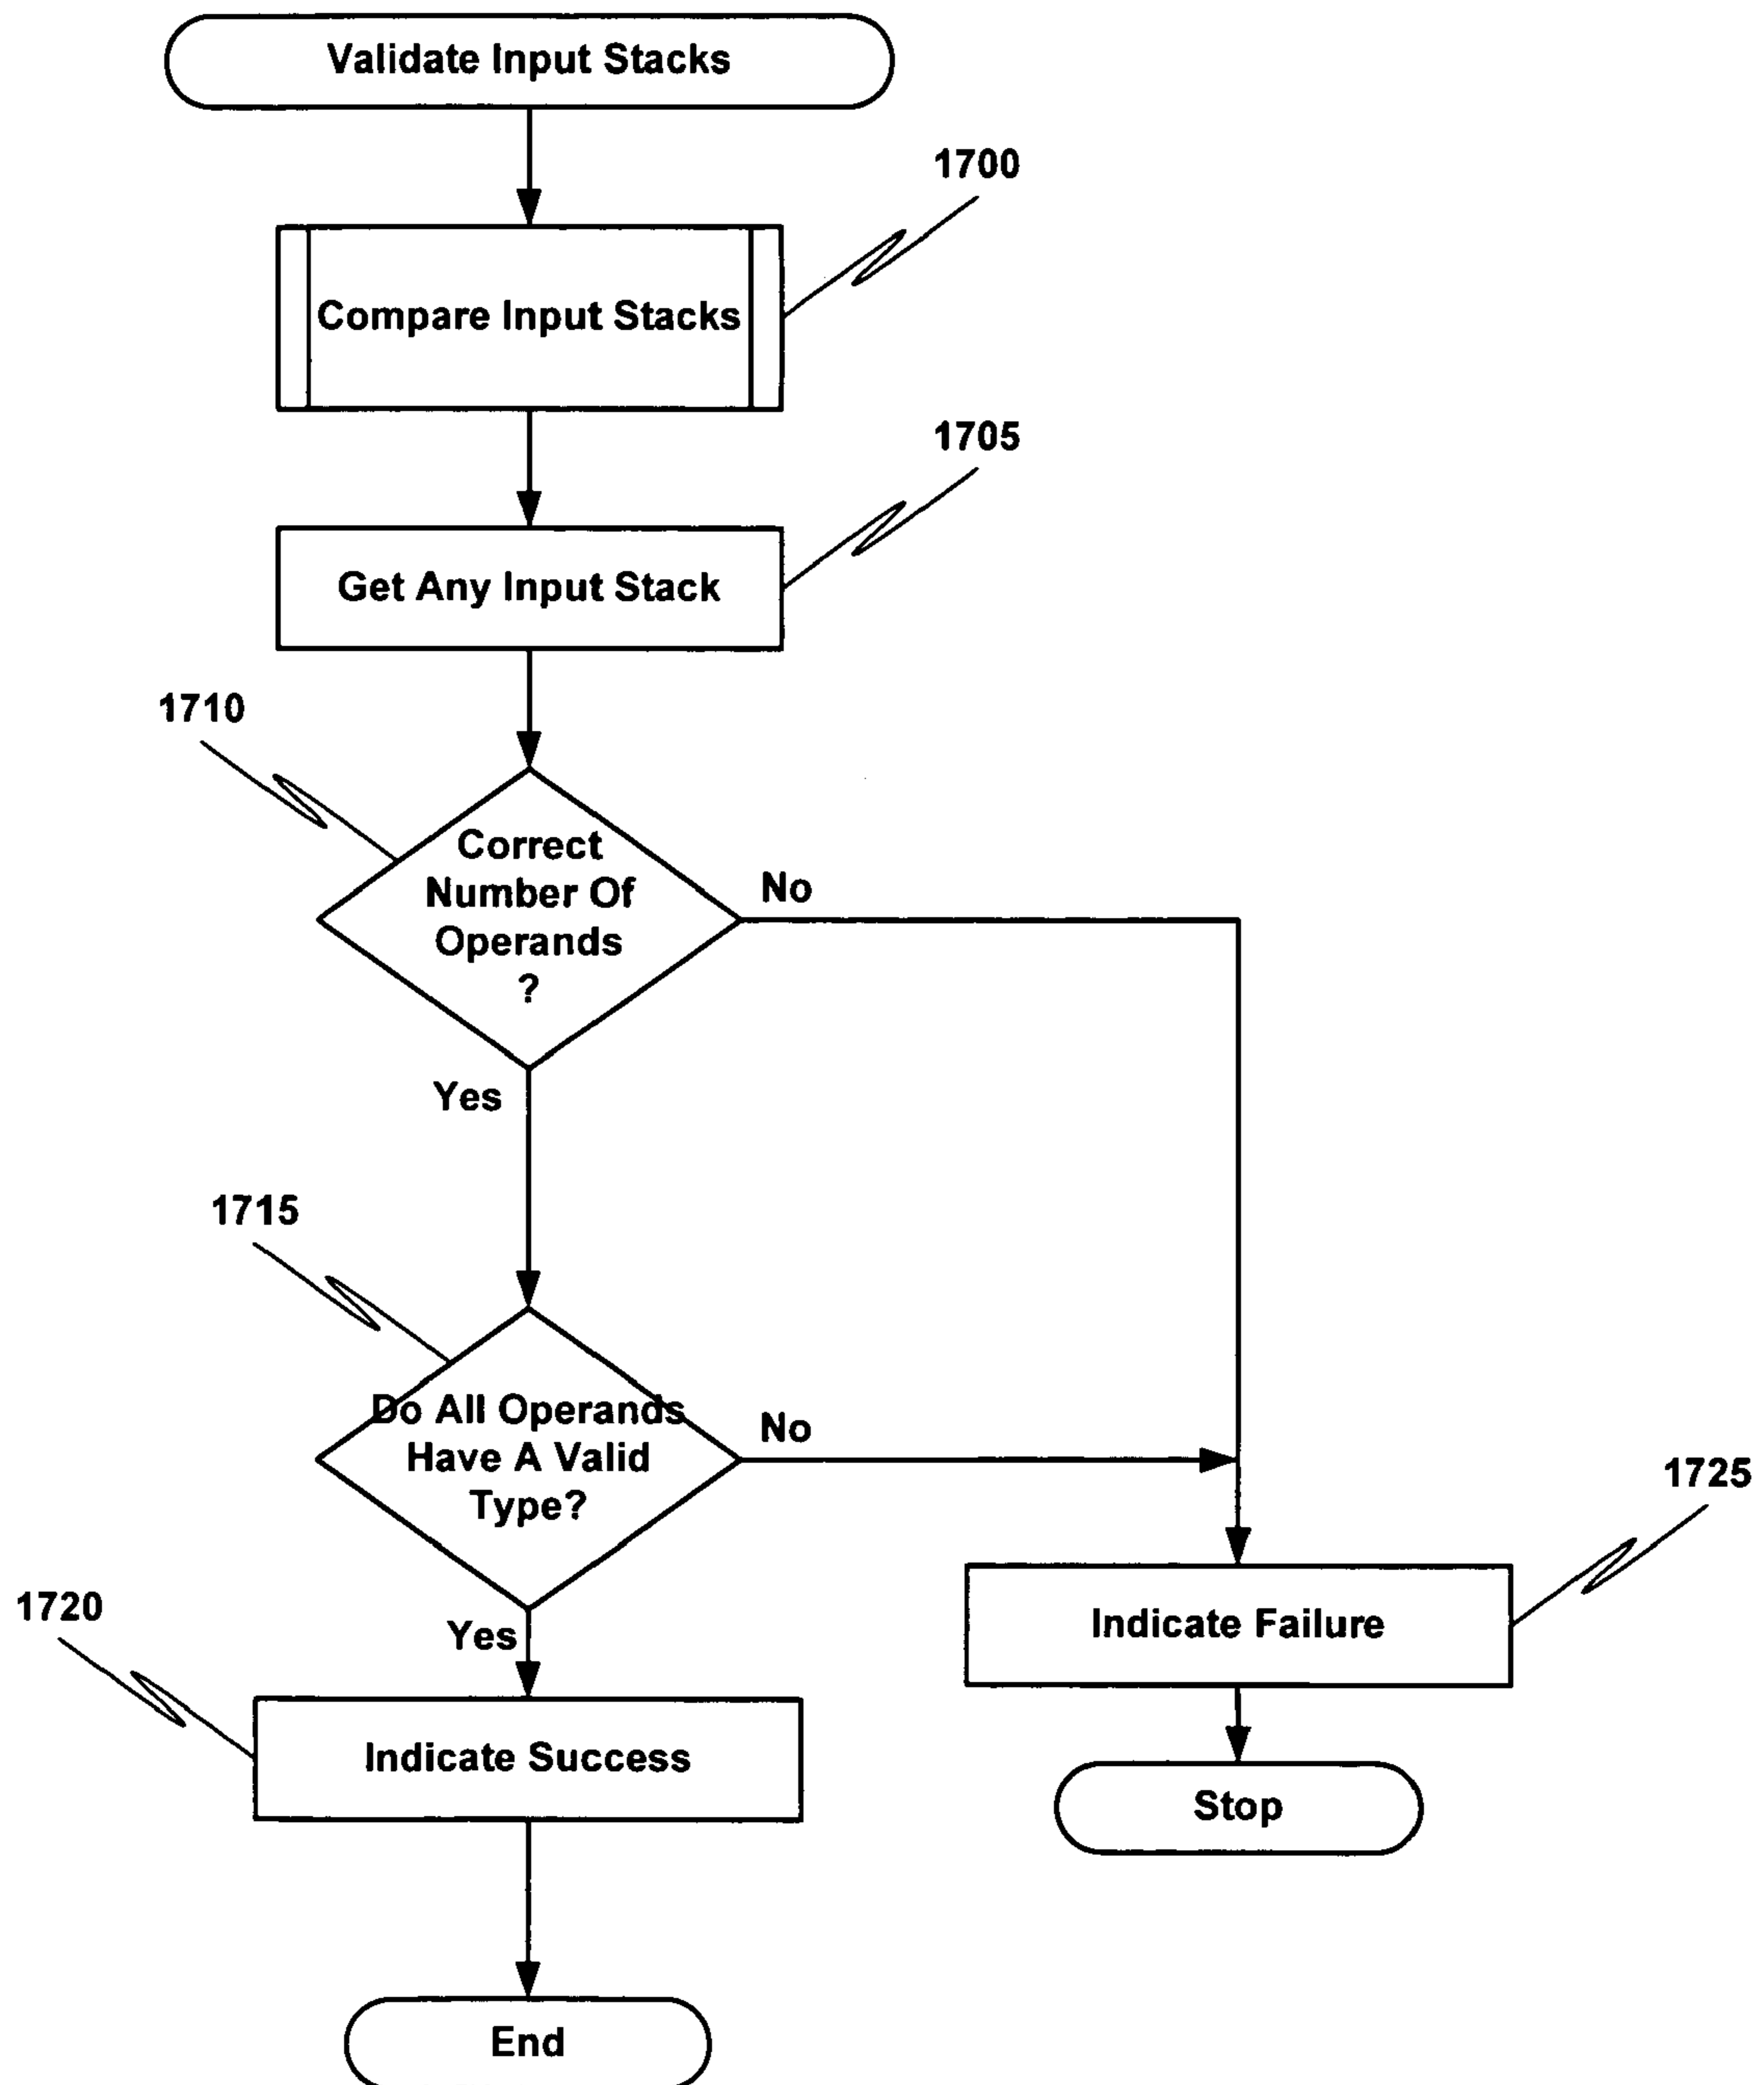 Validate Input Stacks
1700
Compare Input Stacks
1705
Get Any Input Stack
1710
Correct
Number Of
Operands
?
No
Yes
1715
Do All Operands
Have A Valid
Type?
No
1725
Indicate Failure
1720
Yes
Indicate Success
Stop
End